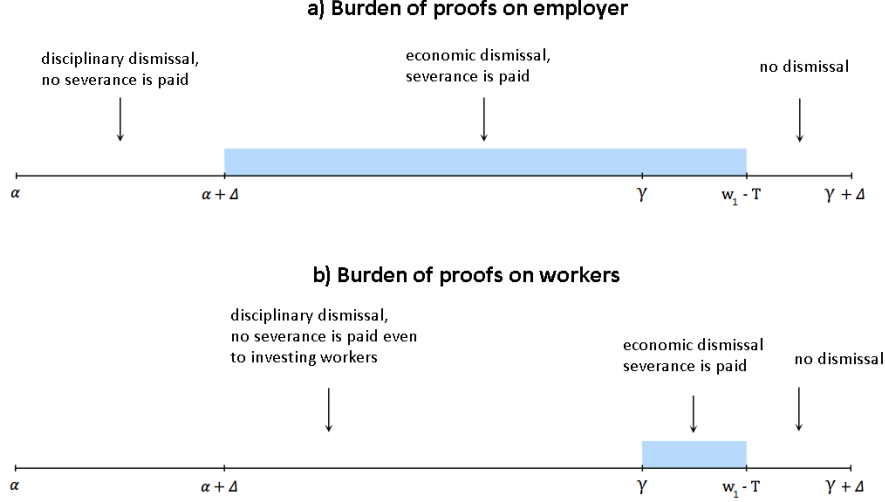 a) Burden of proofs on employer
disciplinary dismissal,
no severance is paid
economic dismissal,
severance is paid
no dismissal
α
α + Δ
γ
w₁ - T
γ + Δ
b) Burden of proofs on workers
disciplinary dismissal,
no severance is paid even
to investing workers
economic dismissal
severance is paid
no dismissal
α
α + Δ
γ
w₁ - T
γ + Δ